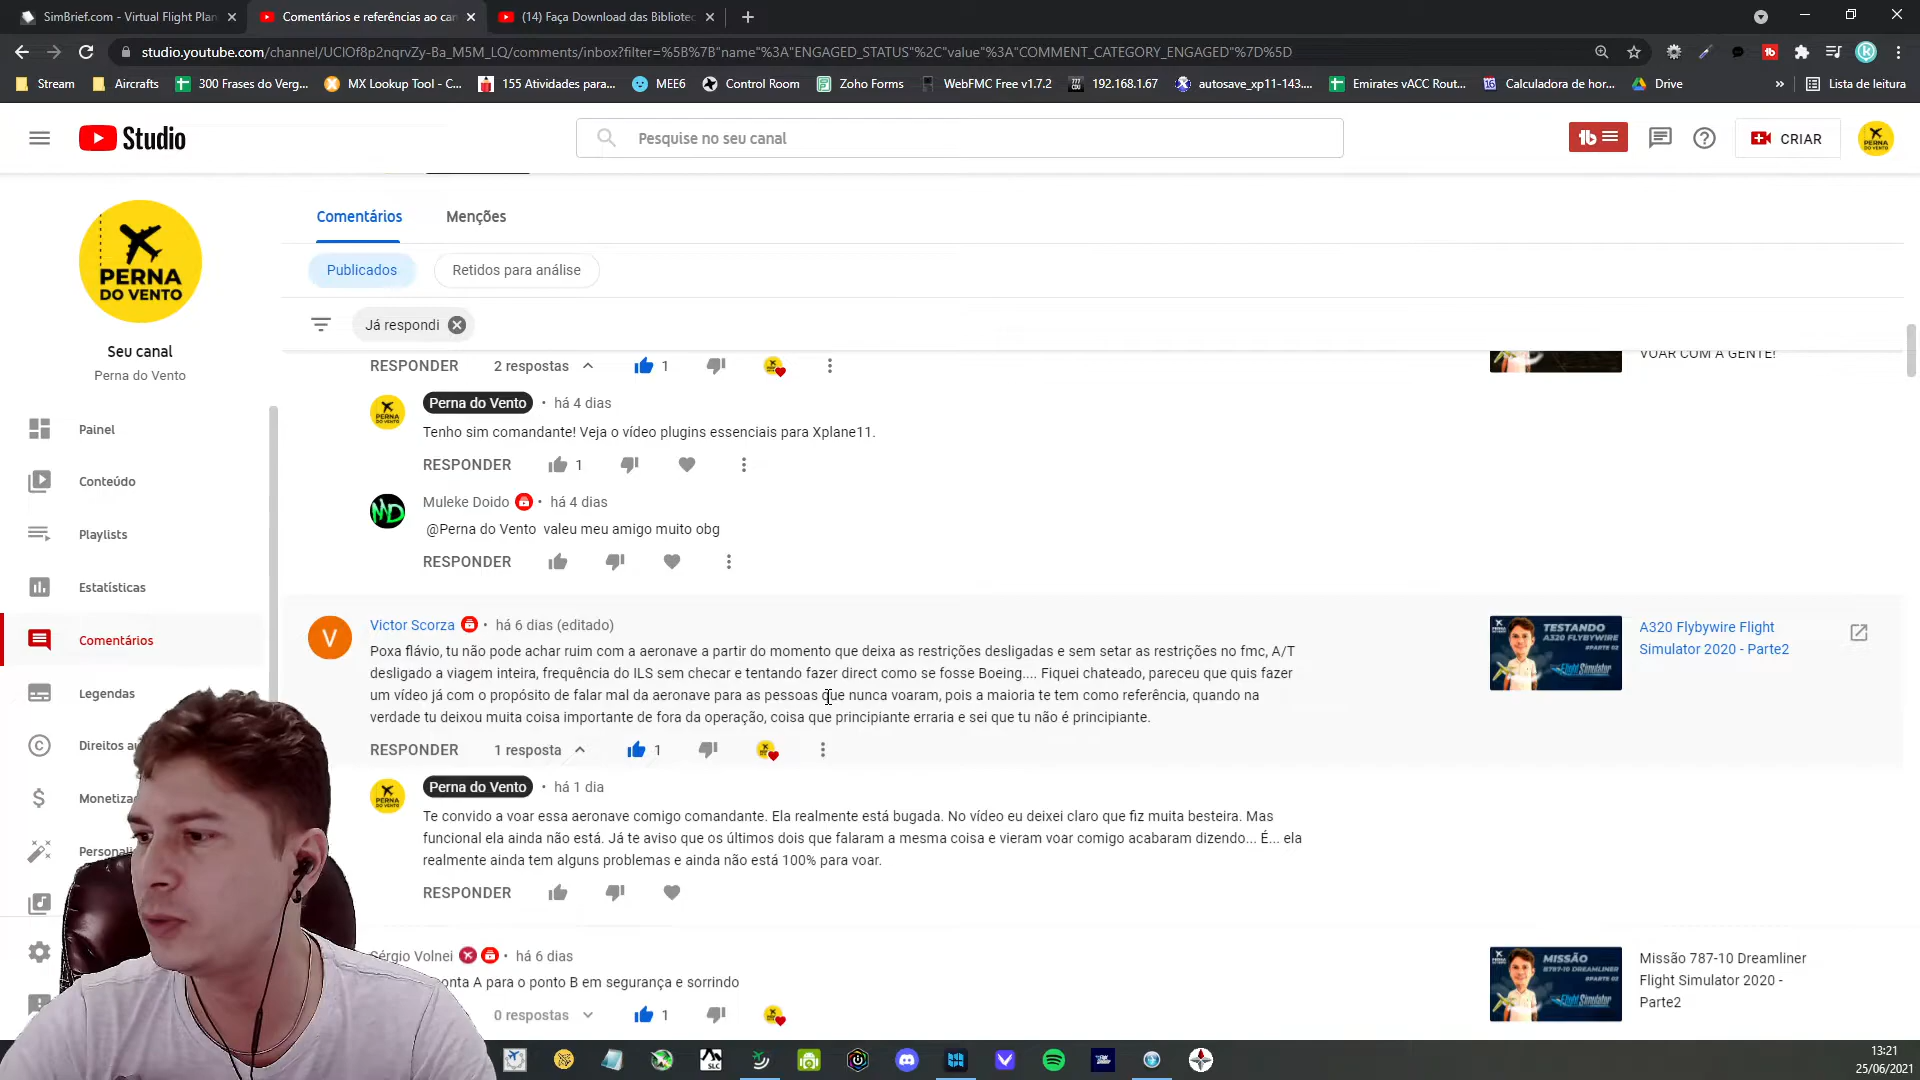 SimBrief.com - Virtual Flight Plan
Comentários e referências ao can
(14) Faça Download das Bibliotec
studio.youtube.com/channel/UClOf8p2nqrvZy-Ba_M5M_LQ/comments/inbox?filter=%5B%7B"name"%3A"ENGAGED_STATUS"%2C"value"%3A"COMMENT_CATEGORY_ENGAGED"%7D%5D
Stream
Aircrafts
300 Frases do Verg...
MX Lookup Tool - C...
155 Atividades para...
MEE6
Control Room
Zoho Forms
WebFMC Free v1.7.2
192.168.1.67
autosave_xp11-143....
Emirates vACC Rout...
Calculadora de hor...
Drive
»
Lista de leitura
Studio
Pesquise no seu canal
CRIAR
PERNA
DO VENTO
Seu canal
Perna do Vento
Painel
Conteúdo
Playlists
Estatísticas
Comentários
Legendas
Direitos au
Monetiza
Personali
Comentários
Menções
Publicados
Retidos para análise
Já respondi
RESPONDER 2 respostas 1
VOAR COM A GENTE!
Perna do Vento • há 4 dias
Tenho sim comandante! Veja o vídeo plugins essenciais para Xplane11.
RESPONDER 1
Muleke Doido • há 4 dias
@Perna do Vento valeu meu amigo muito obg
RESPONDER
Victor Scorza • há 6 dias (editado)
Poxa flávio, tu não pode achar ruim com a aeronave a partir do momento que deixa as restrições desligadas e sem setar as restrições no fmc, A/T
desligado a viagem inteira, frequência do ILS sem checar e tentando fazer direct como se fosse Boeing.... Fiquei chateado, pareceu que quis fazer
um vídeo já com o propósito de falar mal da aeronave para as pessoas que nunca voaram, pois a maioria te tem como referência, quando na
verdade tu deixou muita coisa importante de fora da operação, coisa que principiante erraria e sei que tu não é principiante.
RESPONDER 1 resposta 1
TESTANDO
A320 FLYBYWIRE
A320 Flybywire Flight
Simulator 2020 - Parte2
Perna do Vento • há 1 dia
Te convido a voar essa aeronave comigo comandante. Ela realmente está bugada. No vídeo eu deixei claro que fiz muita besteira. Mas
funcional ela ainda não está. Já te aviso que os últimos dois que falaram a mesma coisa e vieram voar comigo acabaram dizendo... É... ela
realmente ainda tem alguns problemas e ainda não está 100% para voar.
RESPONDER
Sérgio Volnei • há 6 dias
onta A para o ponto B em segurança e sorrindo
0 respostas 1
MISSÃO
B787-10 DREAMLINER
Missão 787-10 Dreamliner
Flight Simulator 2020 -
Parte2
SLC
13:21
25/06/2021